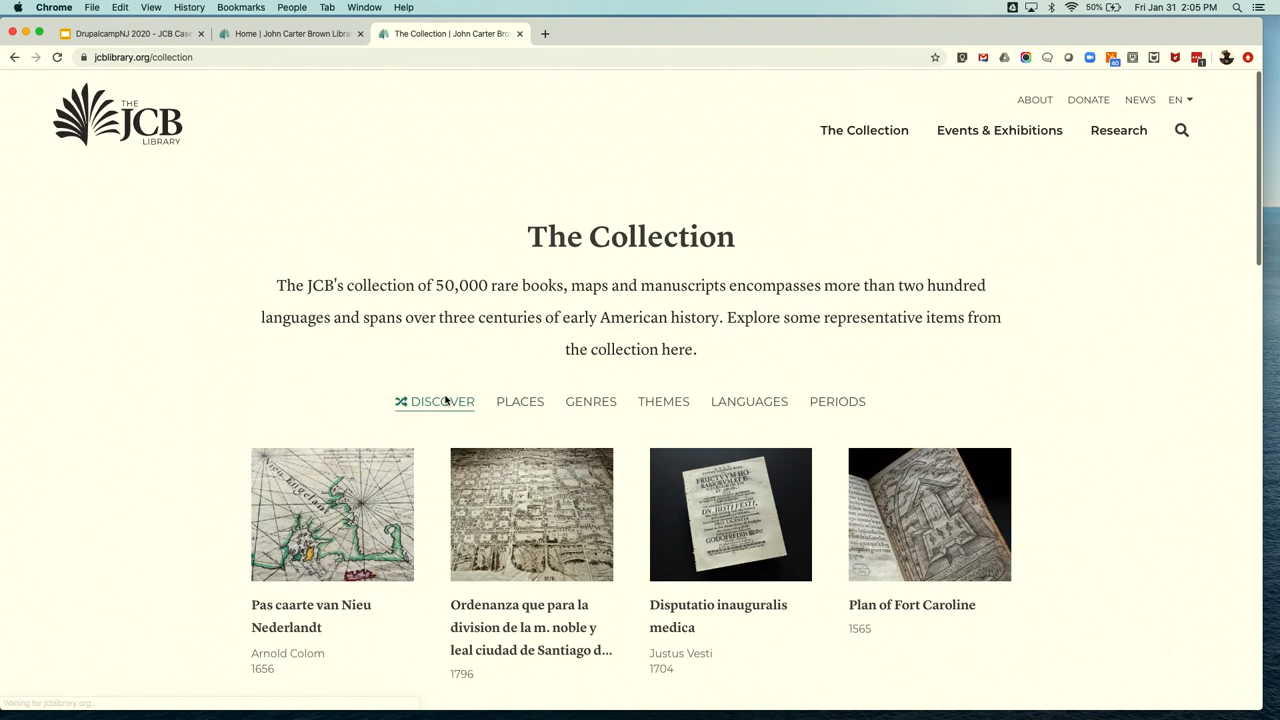 Chrome File Edit View History Bookmarks People Tab Window Help 50% Fri Jan 31 2:05 PM
DrupalcampNJ 2020 - JCB Cas Home | John Carter Brown Libra The Collection | John Carter Bro
jcblibrary.org/collection 40 1
THE JCB LIBRARY
ABOUT DONATE NEWS EN
The Collection Events & Exhibitions Research
The Collection
The JCB's collection of 50,000 rare books, maps and manuscripts encompasses more than two hundred
languages and spans over three centuries of early American history. Explore some representative items from
the collection here.
DISCOVER PLACES GENRES THEMES LANGUAGES PERIODS
Pas caarte van Nieu
Nederlandt
Arnold Colom
1656
Ordenanza que para la
division de la m. noble y
leal ciudad de Santiago d...
1796
Disputatio inauguralis
medica
Justus Vesti
1704
Plan of Fort Caroline
1565
Waiting for jcblibrary.org...